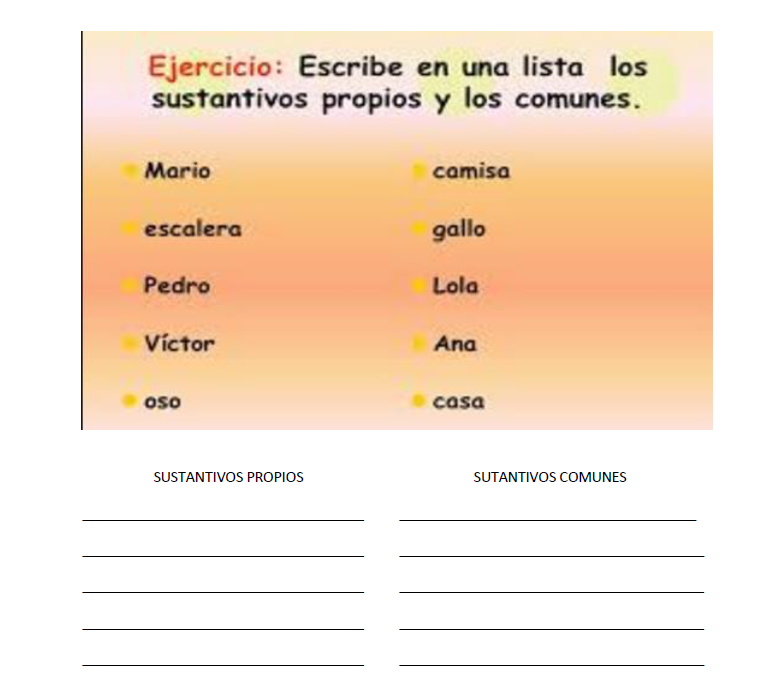 Ejercicio: Escribe en una lista los
sustantivos propios y los comunes.
Mario
escalera
Pedro
Víctor
oso
camisa
gallo
Lola
Ana
casa
SUSTANTIVOS PROPIOS
SUTANTIVOS COMUNES